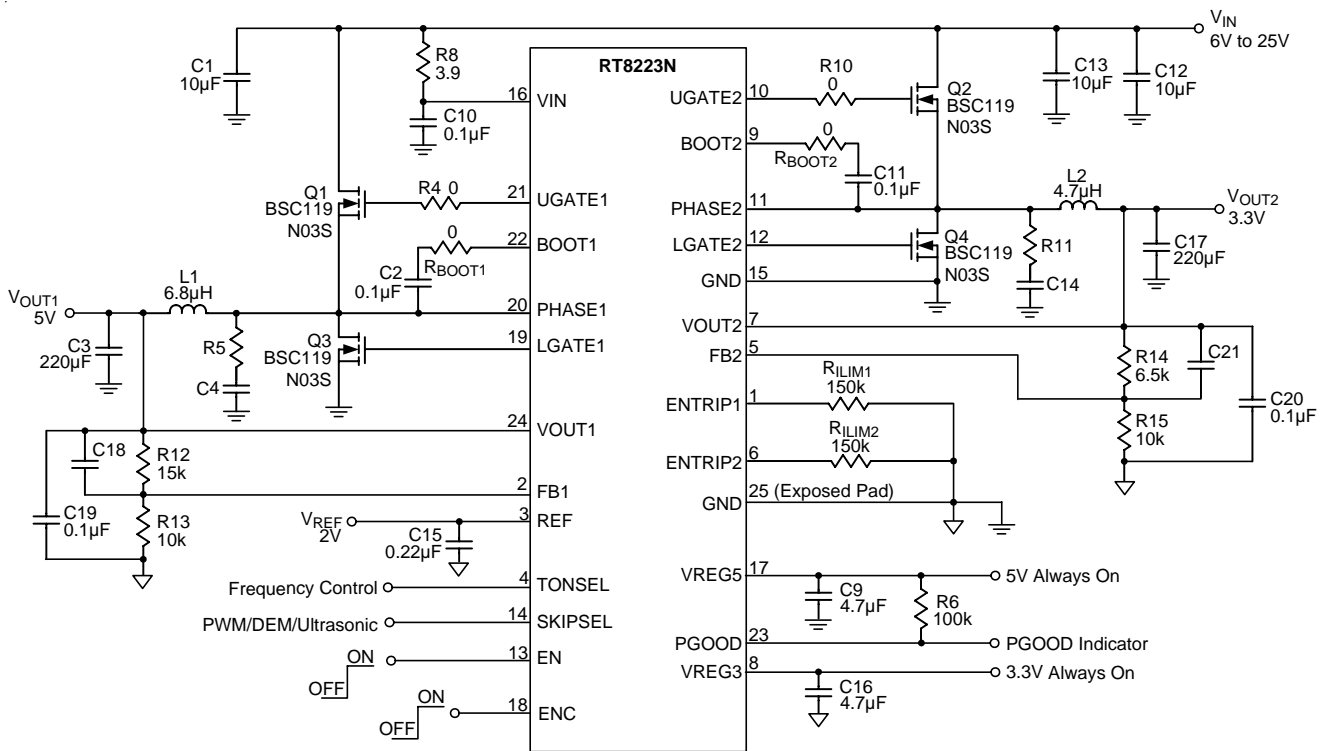 V_IN
6V to 25V
C1
10µF
R8
3.9
C10
0.1µF
16
VIN
RT8223N
R10
0
10
UGATE2
Q2
BSC119
N03S
C13
10µF
C12
10µF
9
BOOT2
0
R_BOOT2
C11
0.1µF
Q1
BSC119
N03S
R4 0
21
UGATE1
0
22
BOOT1
R_BOOT1
C2
0.1µF
11
PHASE2
L2
4.7µH
V_OUT2
3.3V
12
LGATE2
Q4
BSC119
N03S
R11
C14
C17
220µF
15
GND
V_OUT1
5V
L1
6.8µH
20
PHASE1
19
LGATE1
Q3
BSC119
N03S
C3
220µF
R5
C4
7
VOUT2
5
FB2
R14
6.5k
C21
R15
10k
C20
0.1µF
R_ILIM1
150k
1
ENTRIP1
R_ILIM2
150k
6
ENTRIP2
25 (Exposed Pad)
GND
24
VOUT1
C18
R12
15k
2
FB1
C19
0.1µF
R13
10k
V_REF
2V
3
REF
C15
0.22µF
Frequency Control
4
TONSEL
PWM/DEM/Ultrasonic
14
SKIPSEL
ON
OFF
13
EN
ON
OFF
18
ENC
VREG5
17
5V Always On
C9
4.7µF
R6
100k
PGOOD
23
PGOOD Indicator
VREG3
8
3.3V Always On
C16
4.7µF